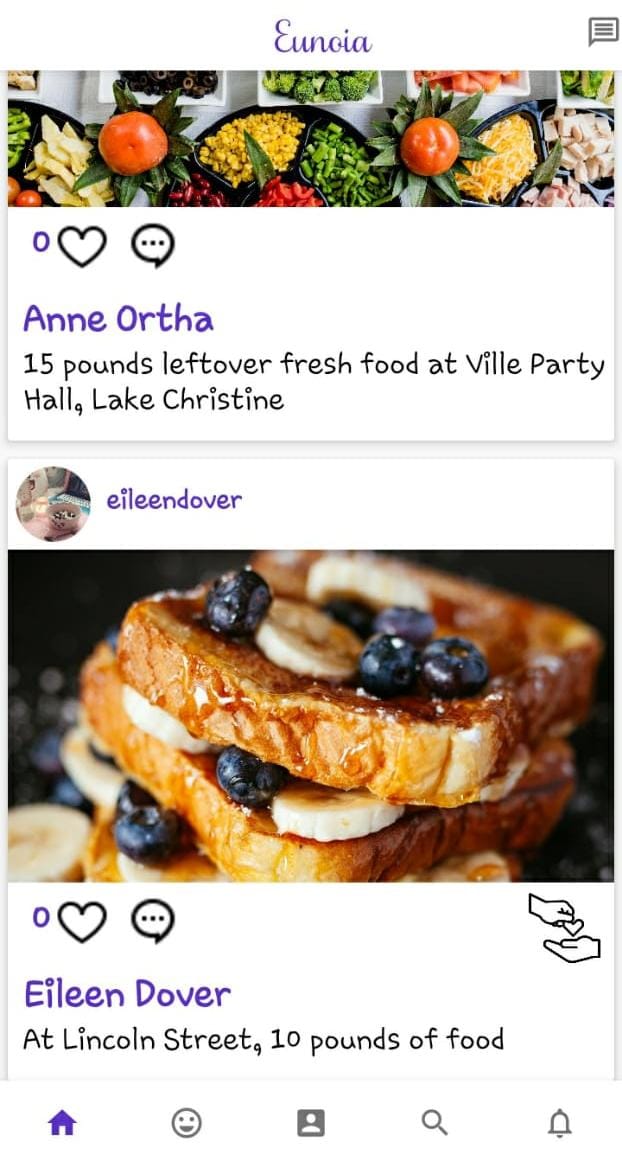 Eunoia
0
Anne Ortha
15 pounds leftover fresh food at Ville Party
Hall, Lake Christine
eileendover
0
Eileen Dover
At Lincoln Street, 10 pounds of food